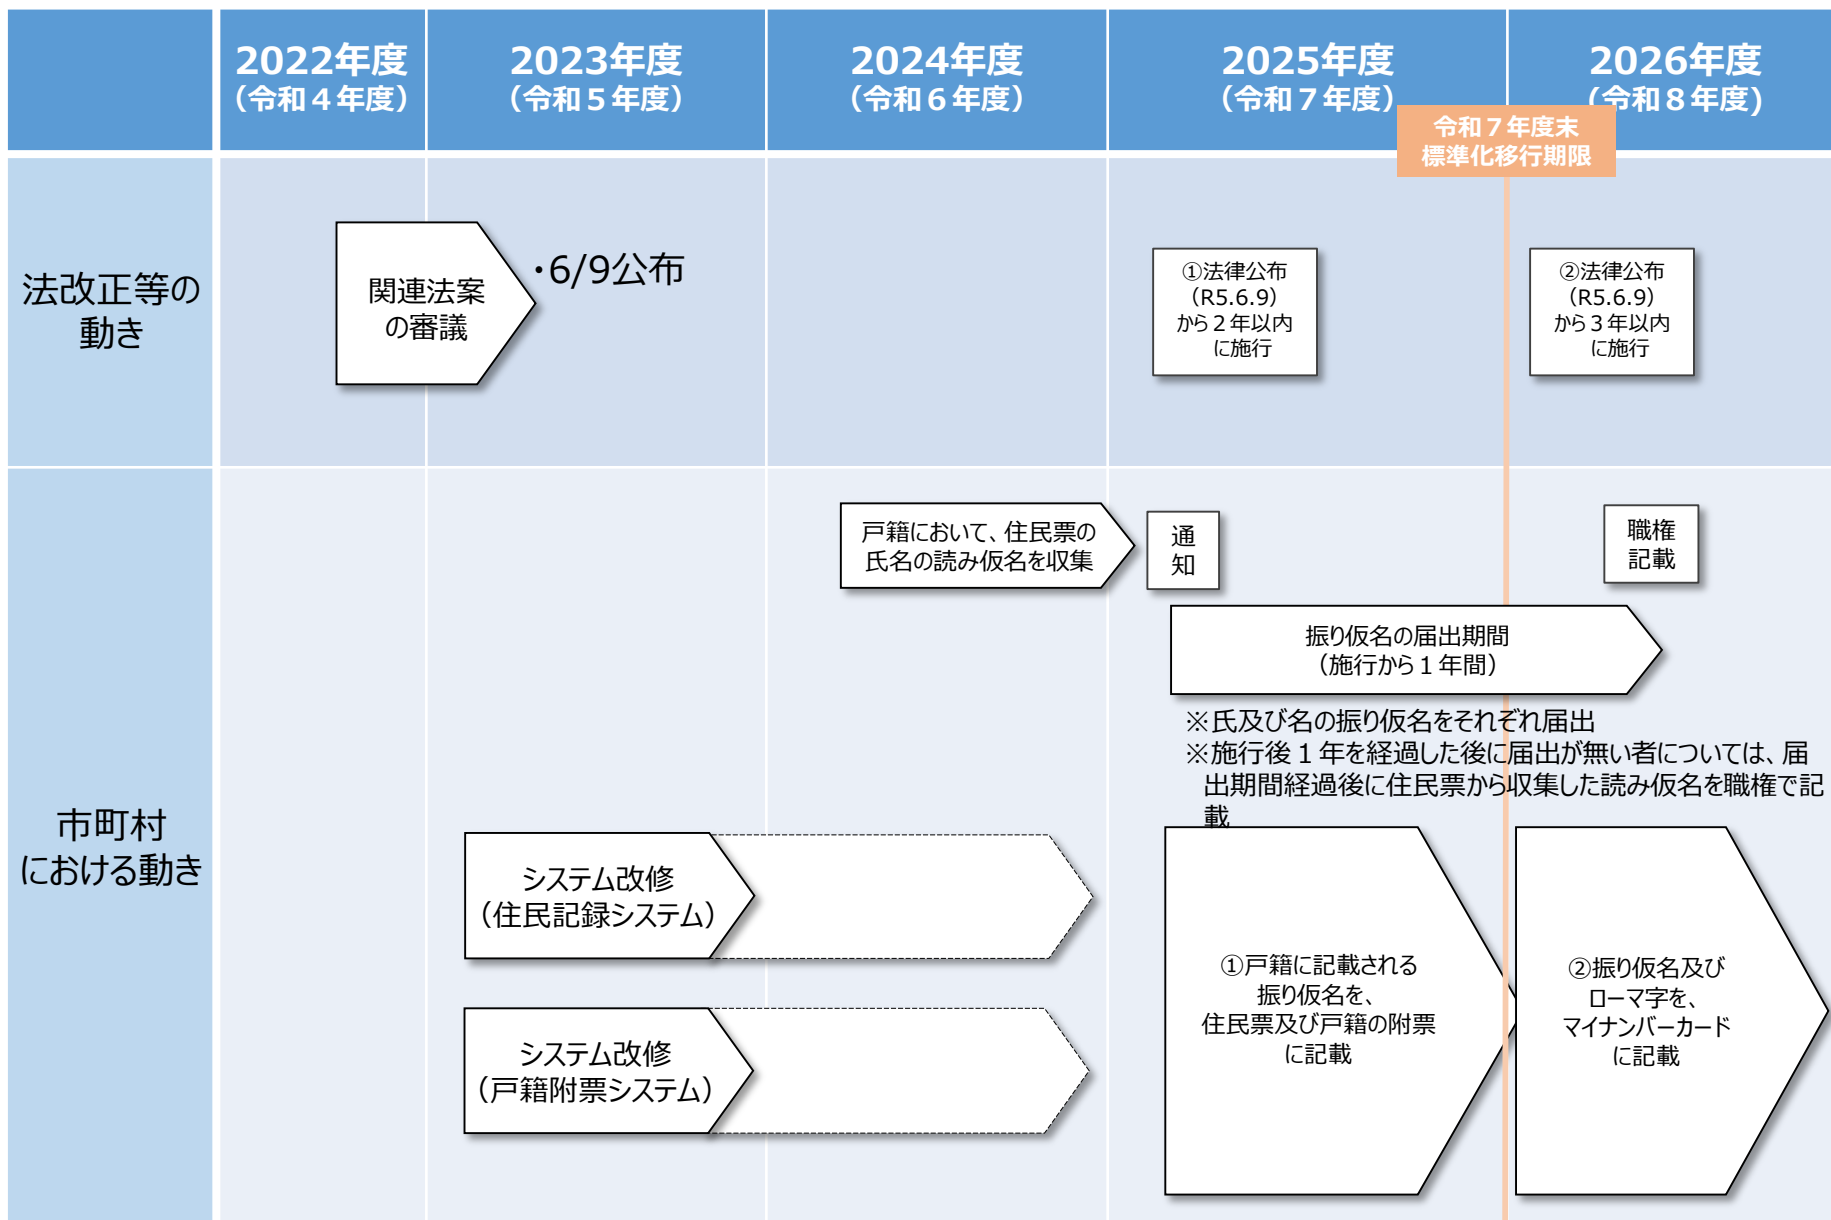 2022年度
（令和４年度）
2023年度
（令和５年度）
2024年度
（令和６年度）
2025年度
（令和７年度）
2026年度
(令和８年度)
令和７年度末
標準化移行期限
法改正等の
動き
関連法案
の審議
・6/9公布
①法律公布
（R5.6.9）
から２年以内
に施行
②法律公布
（R5.6.9）
から３年以内
に施行
市町村
における動き
戸籍において、住民票の
氏名の読み仮名を収集
通
知
職権
記載
振り仮名の届出期間
（施行から１年間）
※氏及び名の振り仮名をそれぞれ届出
※施行後１年を経過した後に届出が無い者については、届
出期間経過後に住民票から収集した読み仮名を職権で記
載
システム改修
（住民記録システム）
システム改修
（戸籍附票システム）
①戸籍に記載される
振り仮名を、
住民票及び戸籍の附票
に記載
②振り仮名及び
ローマ字を、
マイナンバーカード
に記載